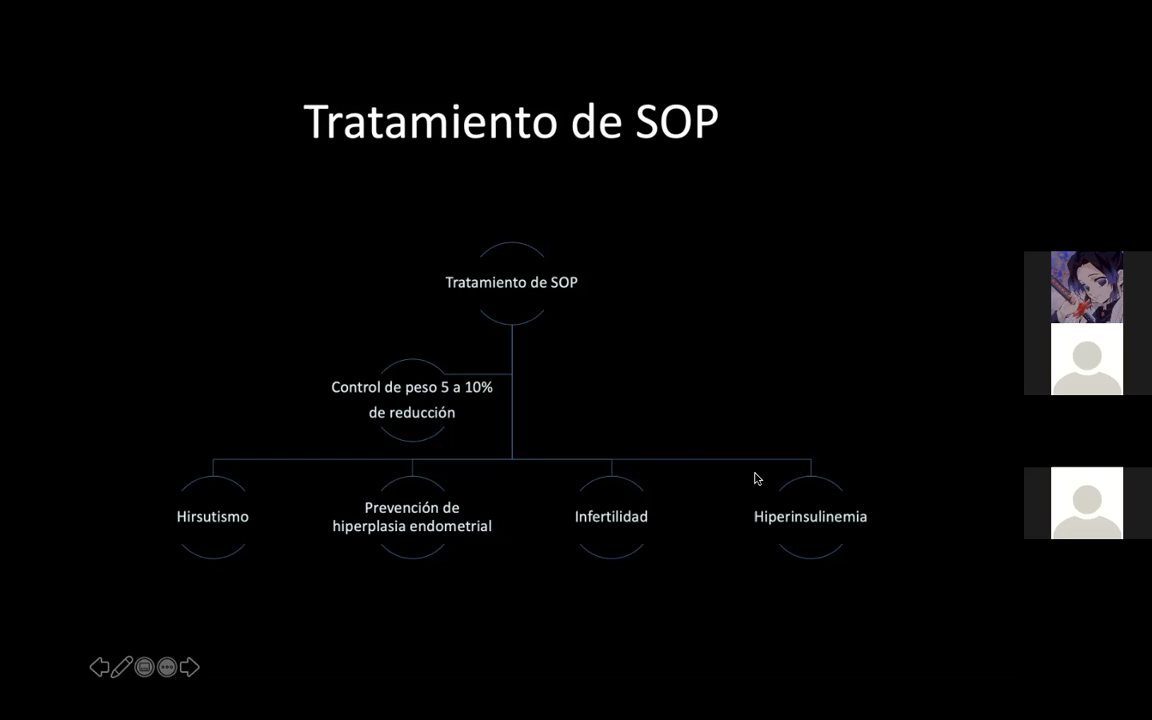 Tratamiento de SOP
Tratamiento de SOP
Control de peso 5 a 10%
de reducción
Hirsutismo
Prevención de
hiperplasia endometrial
Infertilidad
Hiperinsulinemia